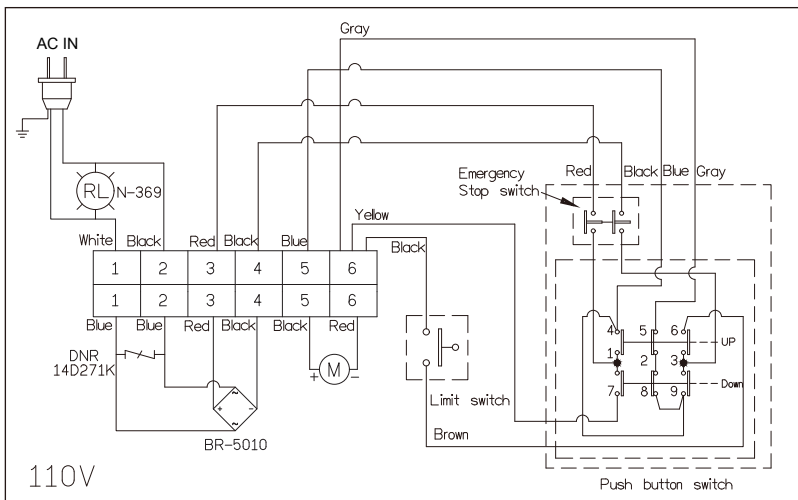 Gray
AC IN
RL N-369
Emergency
Stop switch
Red Black Blue Gray
Yellow
White Black Red Black Blue Black
1 2 3 4 5 6
1 2 3 4 5 6
Blue Blue Red Black Black Red
DNR
14D271K
+ M -
~
+ -
~
BR-5010
Limit switch
Brown
4 5 6 UP
1 2 3
7 8 9 Down
110V
Push button switch